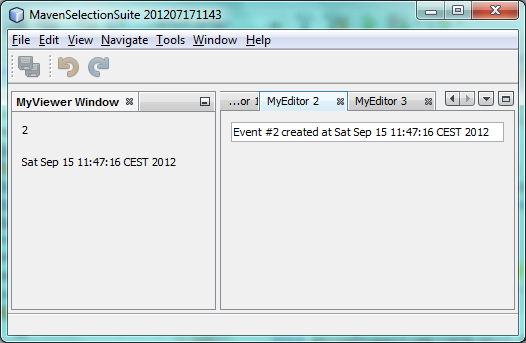 MavenSelectionSuite 201207171143
File Edit View Navigate Tools Window Help
MyViewer Window
...or 1 MyEditor 2 MyEditor 3
2
Sat Sep 15 11:47:16 CEST 2012
Event #2 created at Sat Sep 15 11:47:16 CEST 2012